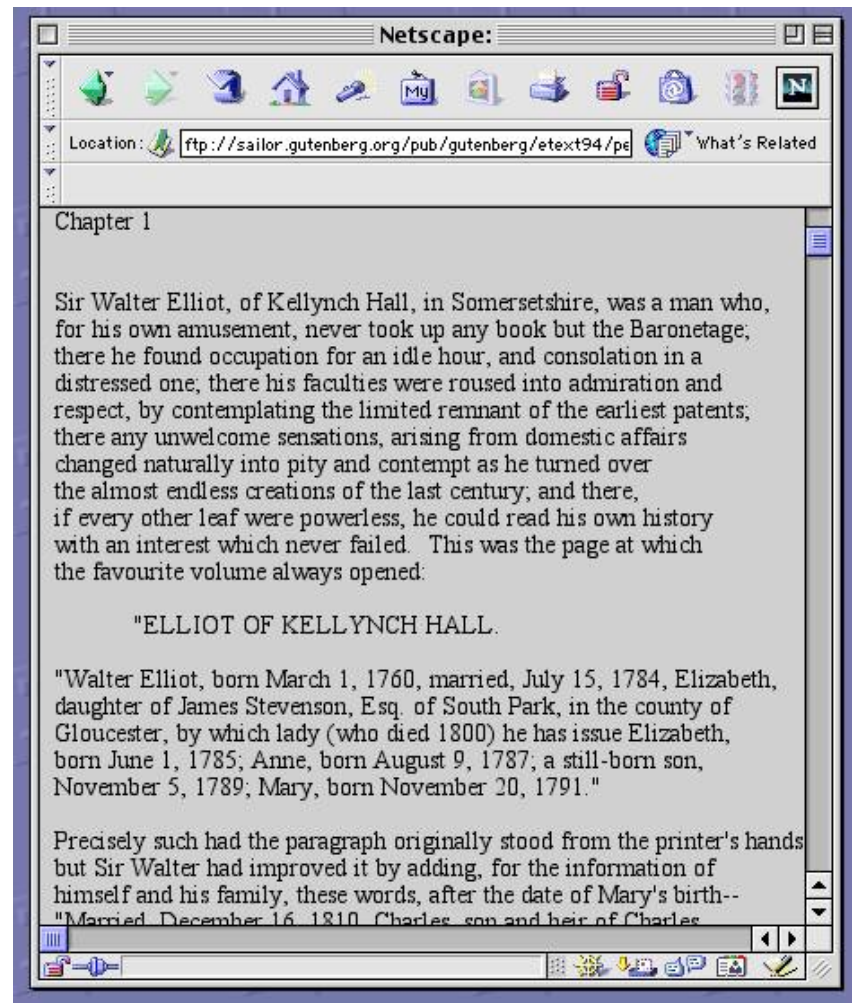 Netscape:
My
N
Location: ftp://sailor.gutenberg.org/pub/gutenberg/etext94/pe What's Related
Chapter 1
Sir Walter Elliot, of Kellynch Hall, in Somersetshire, was a man who,
for his own amusement, never took up any book but the Baronetage;
there he found occupation for an idle hour, and consolation in a
distressed one; there his faculties were roused into admiration and
respect, by contemplating the limited remnant of the earliest patents;
there any unwelcome sensations, arising from domestic affairs
changed naturally into pity and contempt as he turned over
the almost endless creations of the last century; and there,
if every other leaf were powerless, he could read his own history
with an interest which never failed. This was the page at which
the favourite volume always opened:
"ELLIOT OF KELLYNCH HALL.
"Walter Elliot, born March 1, 1760, married, July 15, 1784, Elizabeth,
daughter of James Stevenson, Esq. of South Park, in the county of
Gloucester, by which lady (who died 1800) he has issue Elizabeth,
born June 1, 1785; Anne, born August 9, 1787; a still-born son,
November 5, 1789; Mary, born November 20, 1791."
Precisely such had the paragraph originally stood from the printer's hands
but Sir Walter had improved it by adding, for the information of
himself and his family, these words, after the date of Mary's birth--
"Married, December 16, 1810, Charles, son and heir of Charles